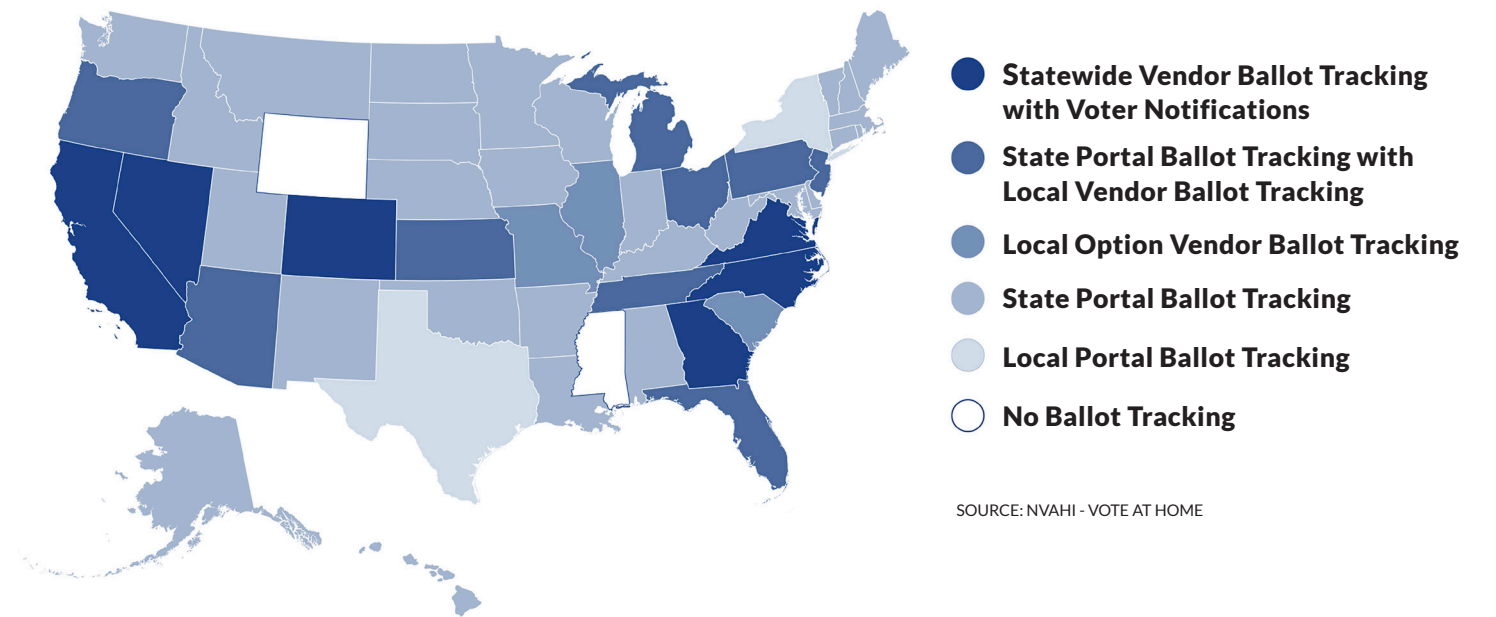 Statewide Vendor Ballot Tracking
with Voter Notifications
State Portal Ballot Tracking with
Local Vendor Ballot Tracking
Local Option Vendor Ballot Tracking
State Portal Ballot Tracking
Local Portal Ballot Tracking
No Ballot Tracking
SOURCE: NVAHI - VOTE AT HOME